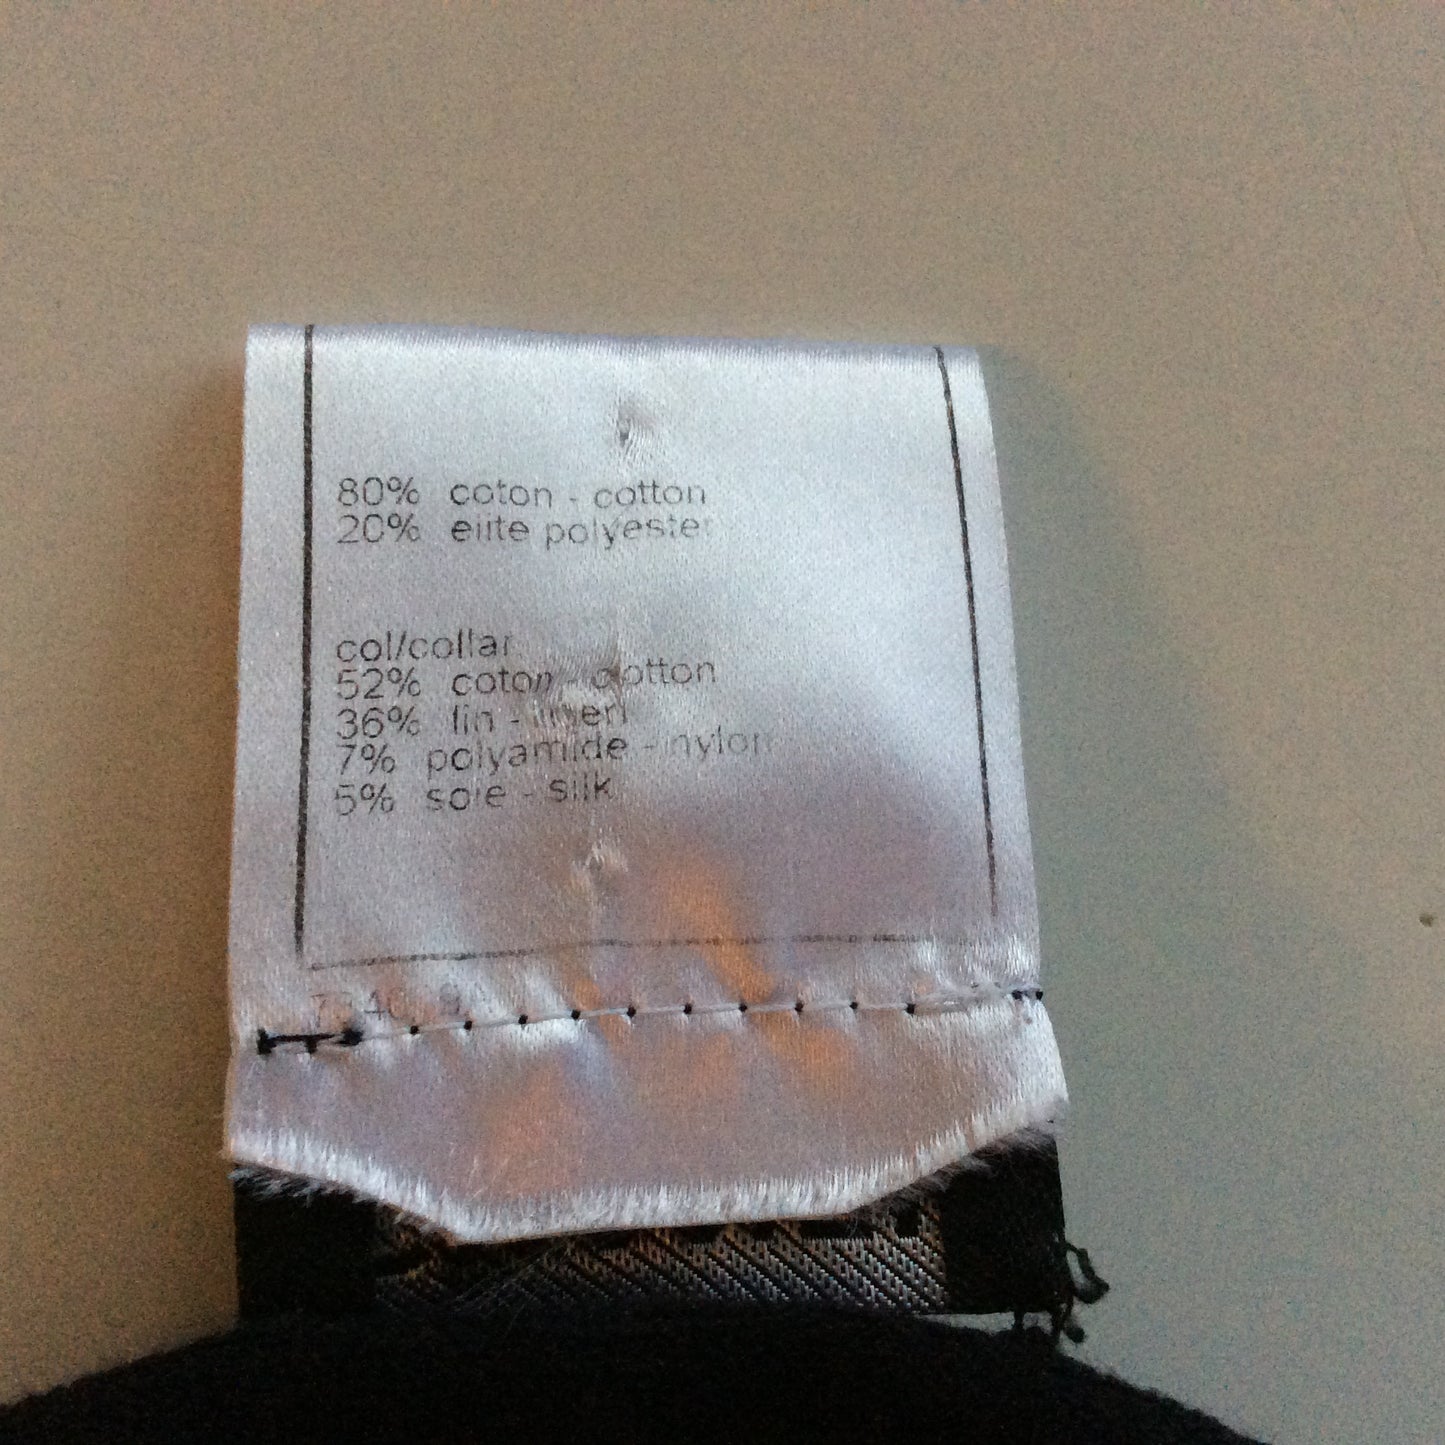 80% coton - cotton
20% elite polyester
col/collar
52% coton - cotton
36% lin - linen
7% polyamide - nylon
5% soie - silk